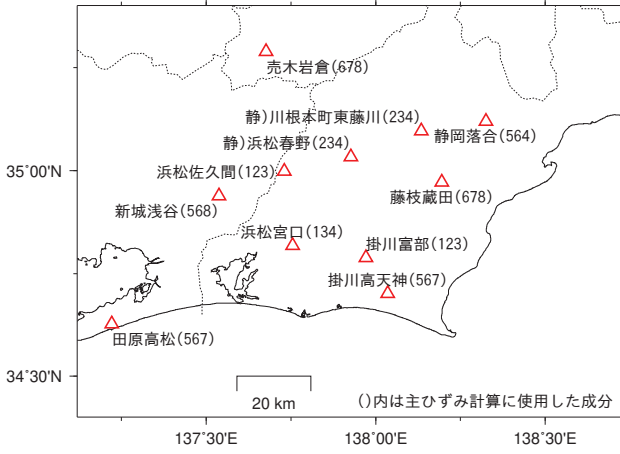 売木岩倉(678)
静)川根本町東藤川(234)
静岡落合(564)
静)浜松春野(234)
浜松佐久間(123)
35°00'N
藤枝蔵田(678)
新城浅谷(568)
浜松宮口(134)
掛川富部(123)
掛川高天神(567)
田原高松(567)
34°30'N
20 km
()内は主ひずみ計算に使用した成分
137°30'E
138°00'E
138°30'E